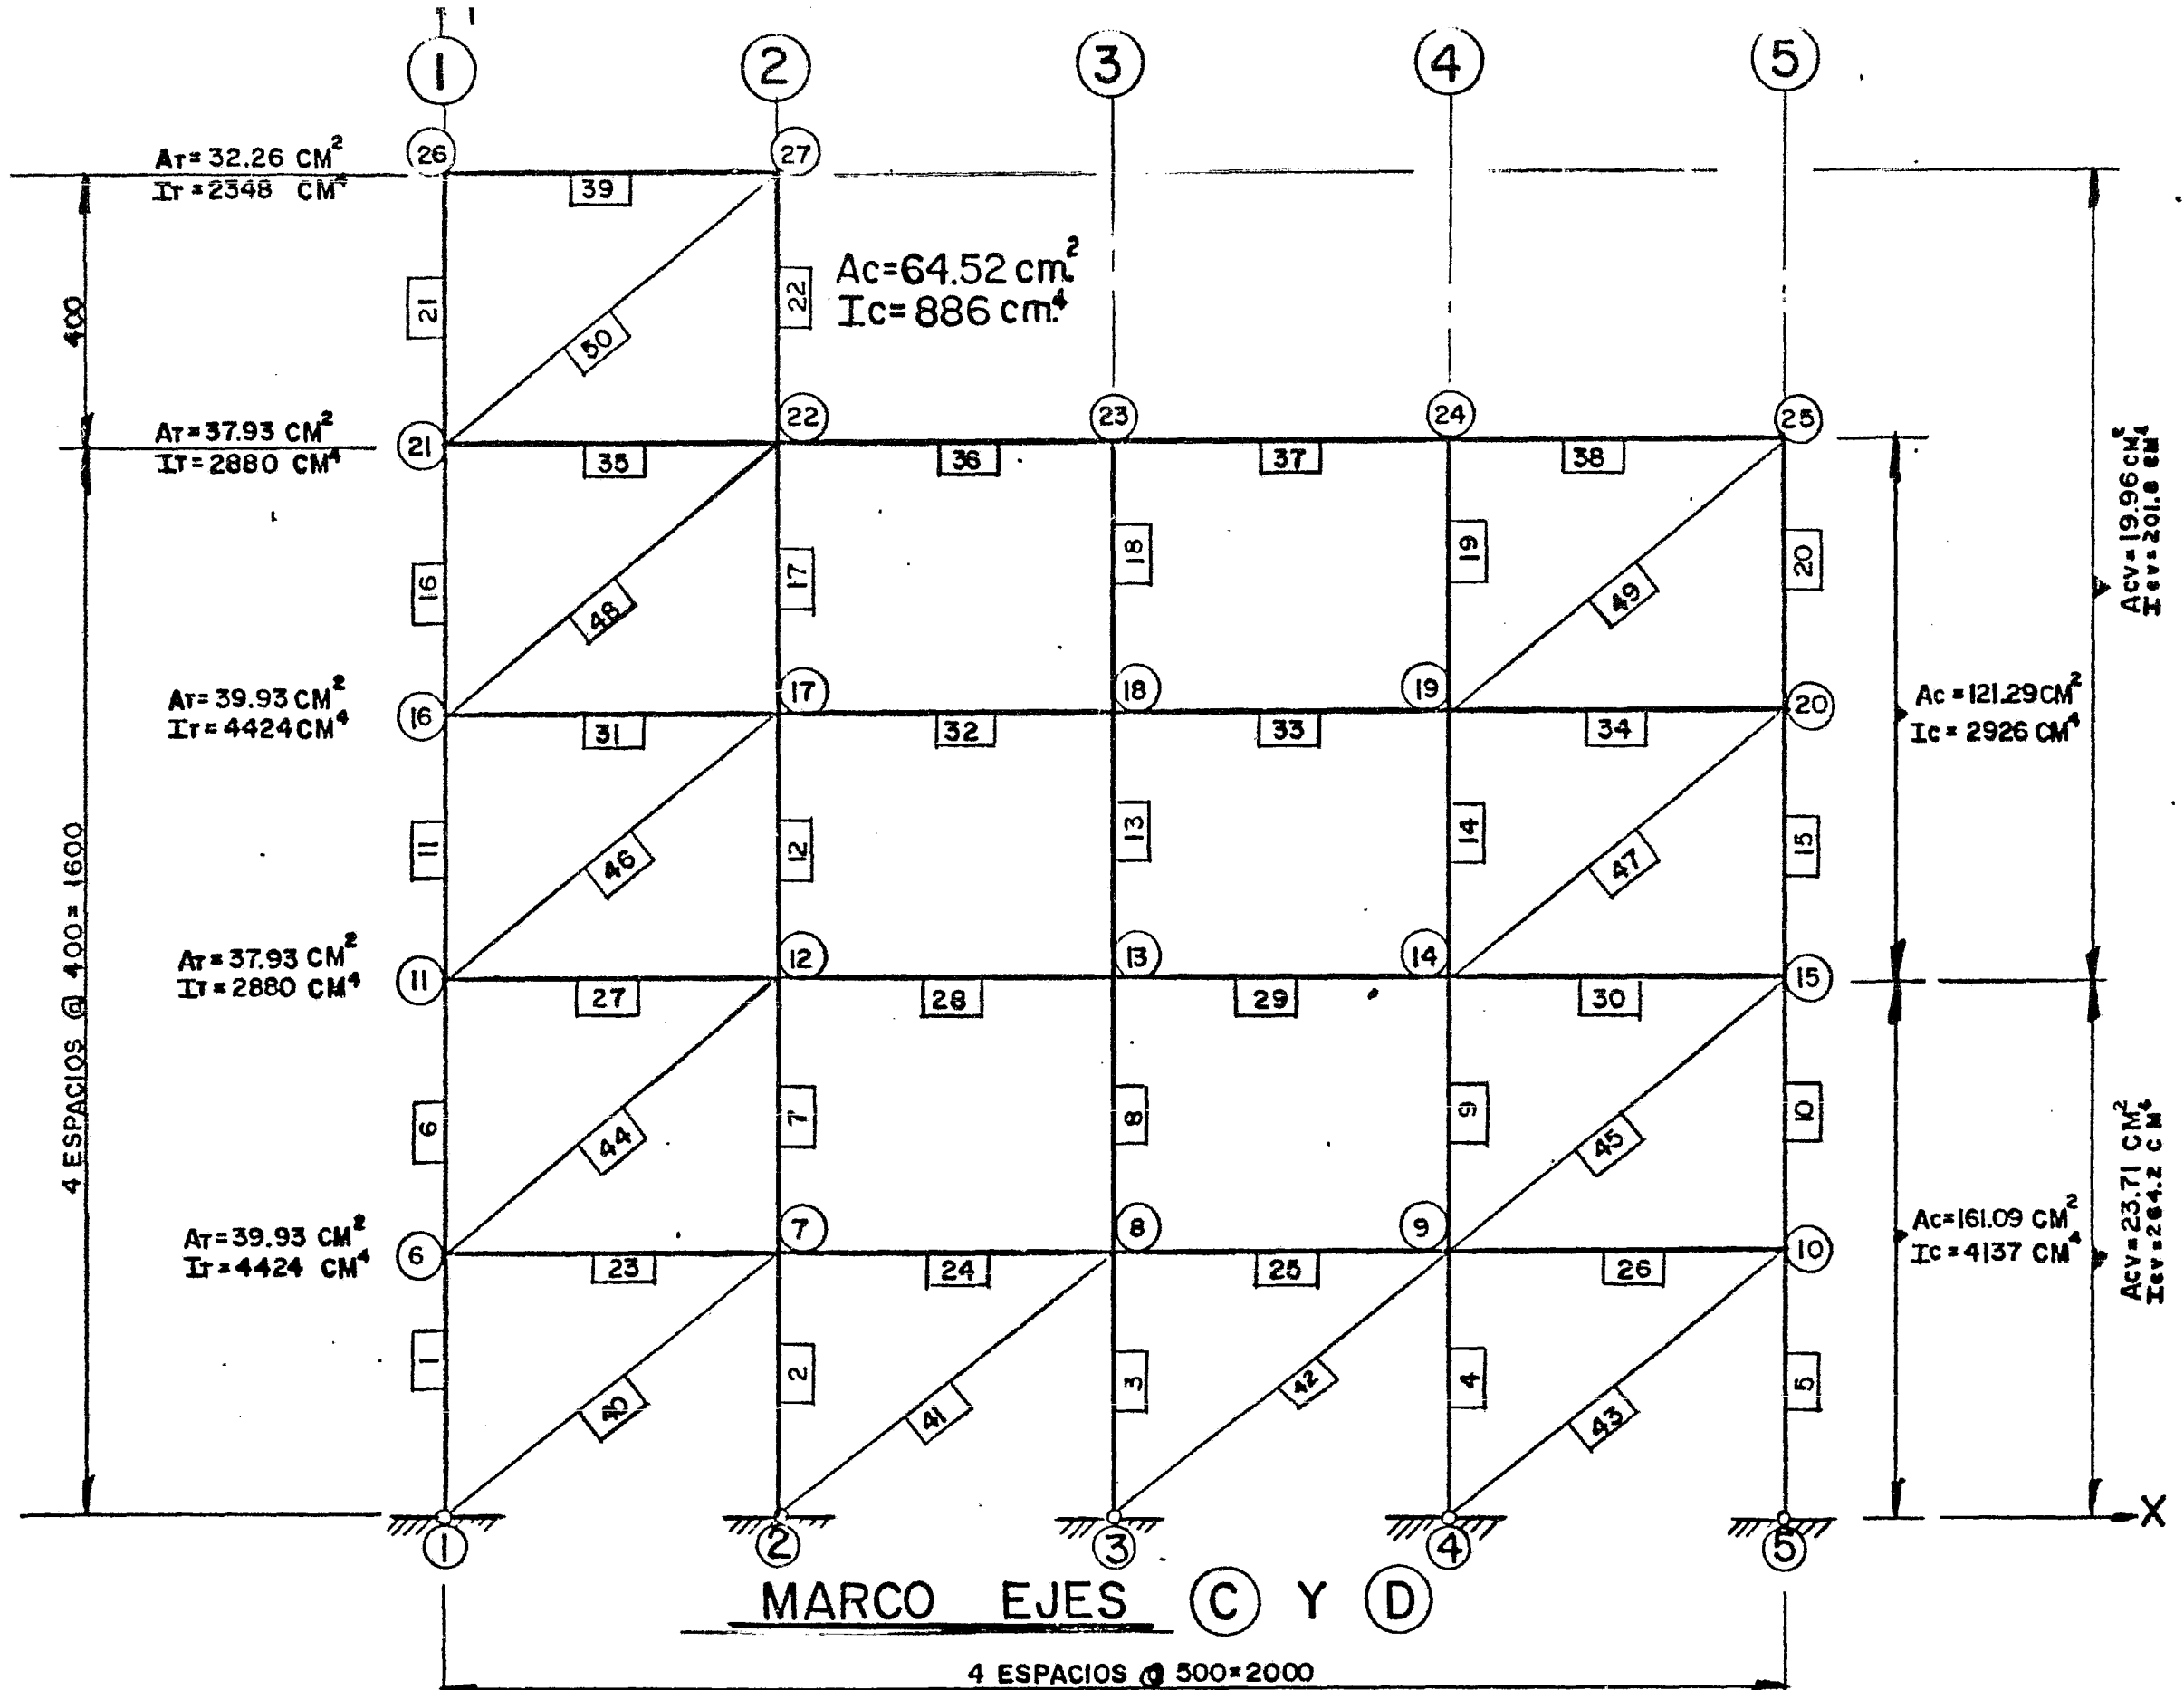 1 2 3 4 5
26 27
AT=32.26 CM²
IT=2348 CM⁴
39
Ac=64.52 cm.²
Ic=886 cm.⁴
21 22
50
400
AT=37.93 CM²
IT=2880 CM⁴
21 22 23 24 25
35 36 37 38
Acv=19.96 CM²
Icv=201.8 CM⁴
16 17 18 19 20
48 49
AT=39.93 CM²
IT=4424 CM⁴
16 17 18 19 20
31 32 33 34
Ac=121.29 CM²
Ic=2926 CM⁴
11 12 13 14 15
46 47
4 ESPACIOS @ 400=1600
AT=37.93 CM²
IT=2880 CM⁴
11 12 13 14 15
27 28 29 30
6 7 8 9 10
44 45
Acv=23.71 CM²
Icv=264.2 CM⁴
AT=39.93 CM²
IT=4424 CM⁴
6 7 8 9 10
23 24 25 26
Ac=161.09 CM²
Ic=4137 CM⁴
1 2 3 4 5
40 41 42 43
X
1 2 3 4 5
MARCO EJES C Y D
4 ESPACIOS @ 500=2000